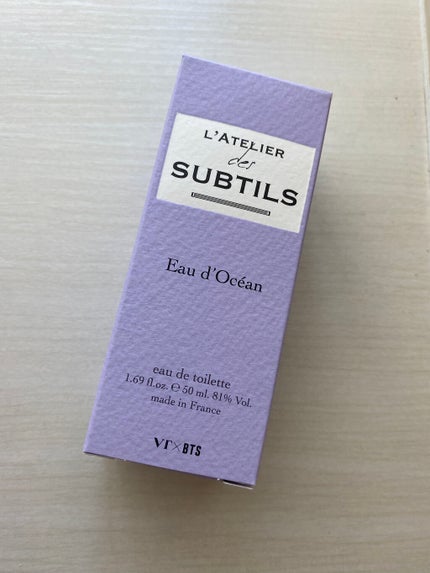 L'ATELIER
des
SUBTILS
Eau d'Océan
eau de toilette
1.69 fl.oz. ℮ 50 ml. 81% Vol.
made in France
VT×BTS